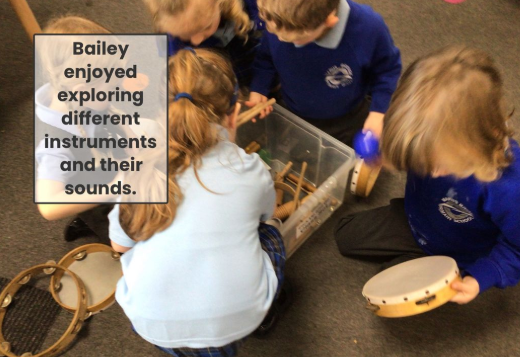 Bailey
enjoyed
exploring
different
instruments
and their
sounds.